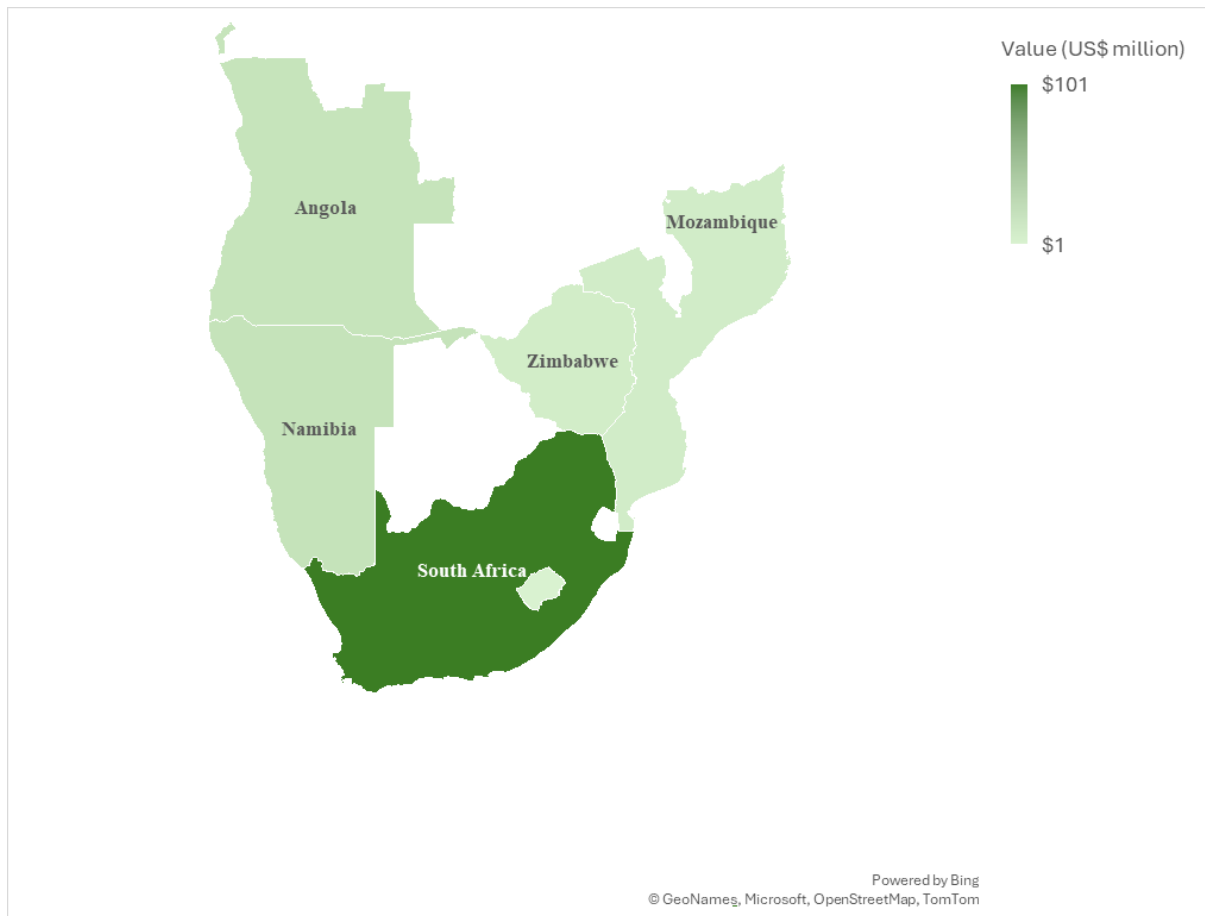 Value (US$ million)
$101
$1
Angola
Mozambique
Zimbabwe
Namibia
South Africa
Powered by Bing
© GeoNames, Microsoft, OpenStreetMap, TomTom